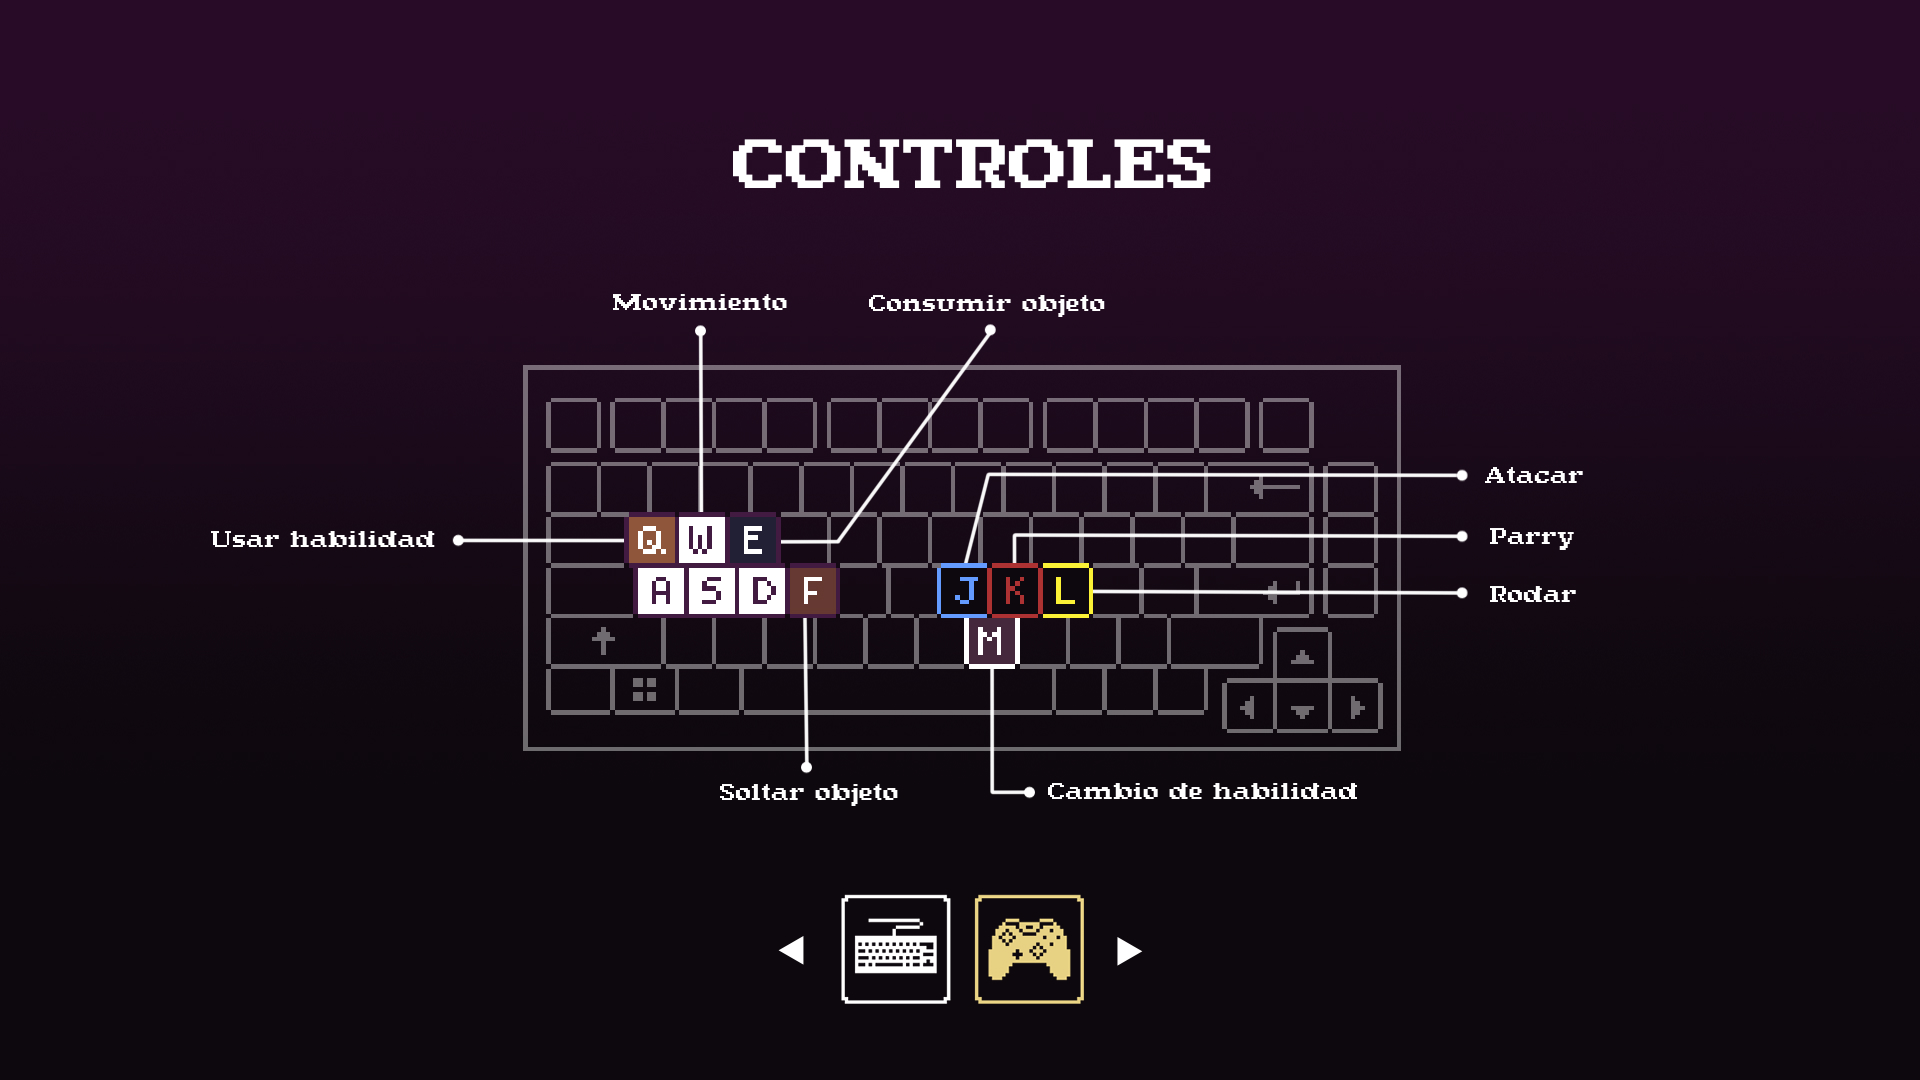 CONTROLES
Movimiento
Consumir objeto
Atacar
Parry
Usar habilidad
Q W E
A S D F
J K L
Rodar
M
Soltar objeto
Cambio de habilidad